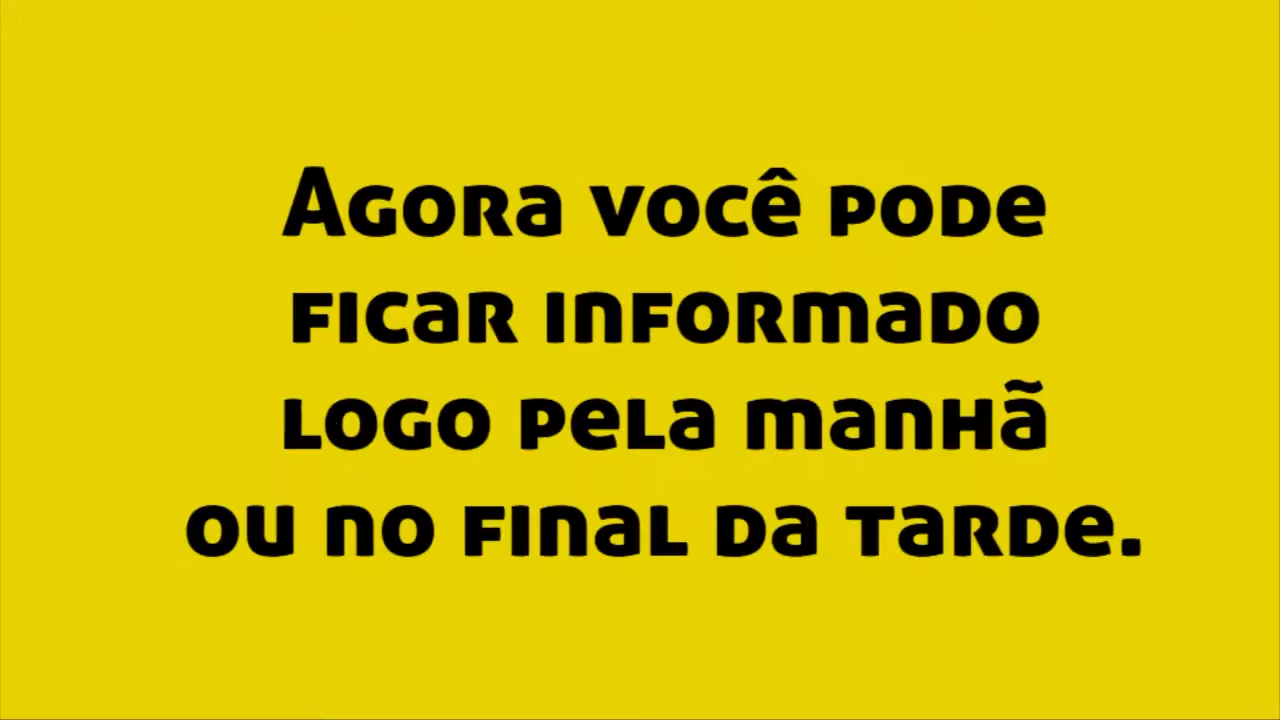 Agora você pode
ficar informado
logo pela manhã
ou no final da tarde.